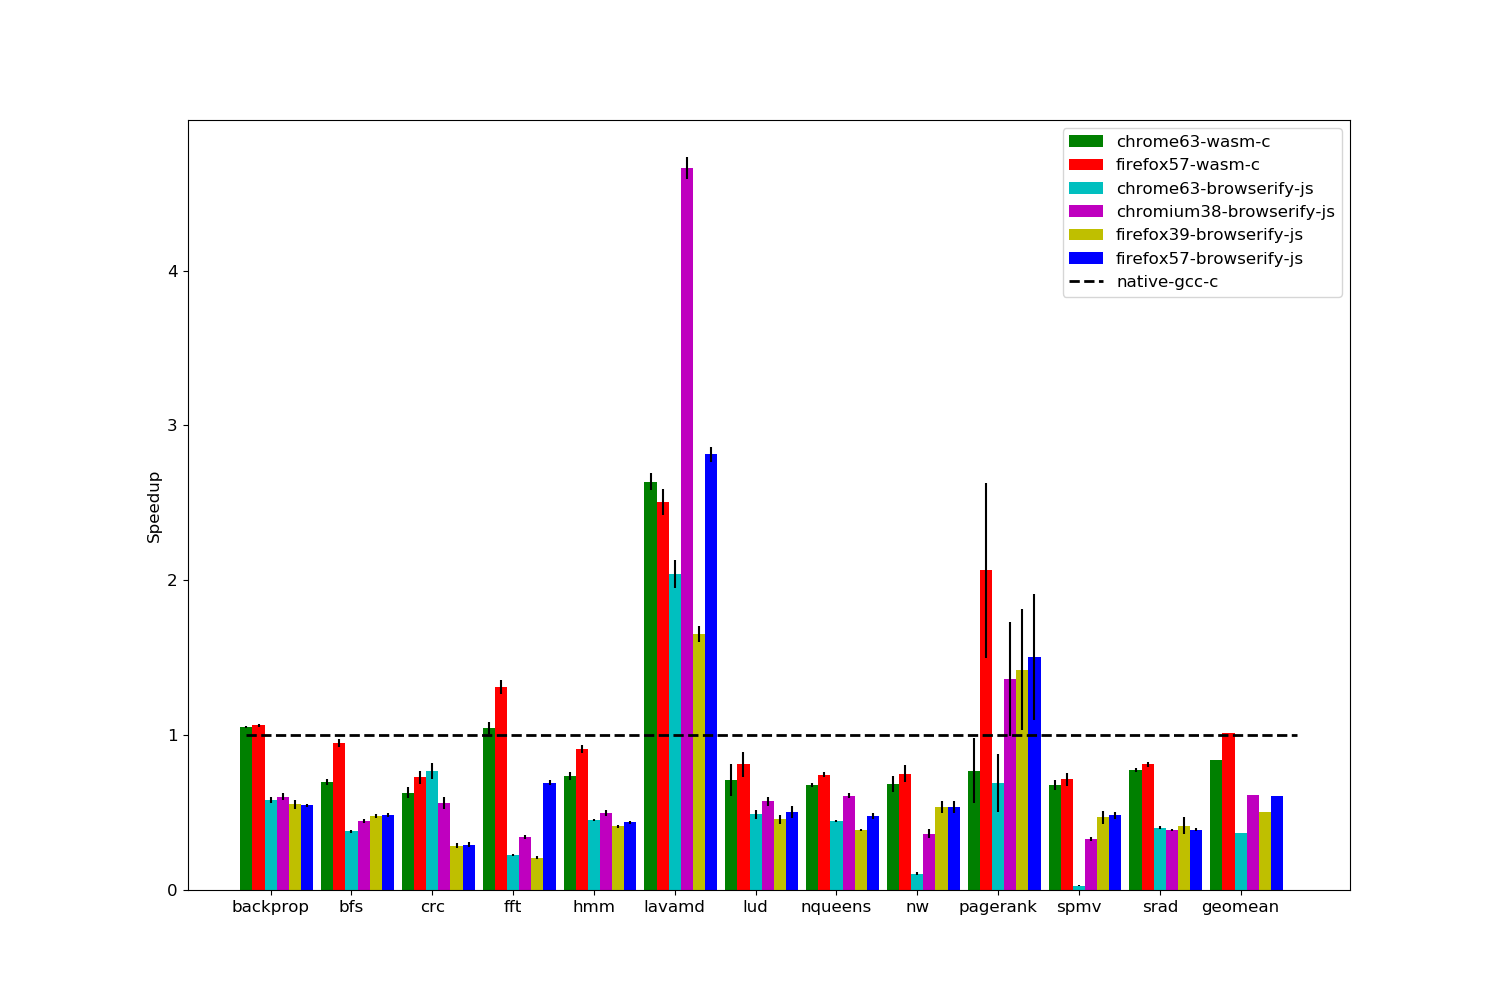 chrome63-wasm-c
firefox57-wasm-c
chrome63-browserify-js
chromium38-browserify-js
firefox39-browserify-js
firefox57-browserify-js
native-gcc-c
Speedup
4
3
2
1
0
backprop bfs crc fft hmm lavamd lud nqueens nw pagerank spmv srad geomean